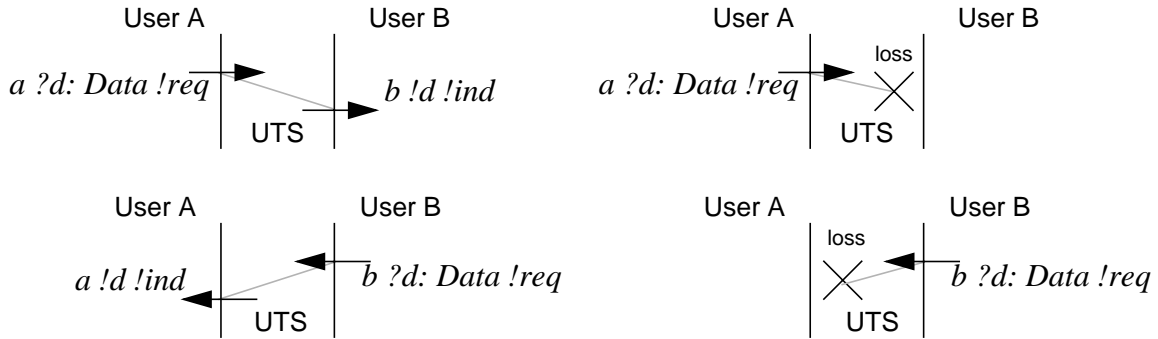 User A User B User A User B
loss
a ?d: Data !req b !d !ind a ?d: Data !req
UTS UTS
User A User B User A User B
loss
a !d !ind b ?d: Data !req b ?d: Data !req
UTS UTS